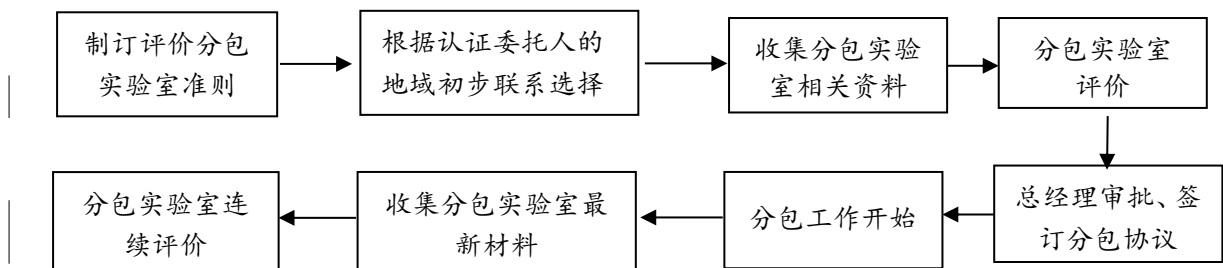 制订评价分包
实验室准则
根据认证委托人的
地域初步联系选择
收集分包实验
室相关资料
分包实验室
评价
总经理审批、签
订分包协议
分包工作开始
收集分包实验室最
新材料
分包实验室连
续评价